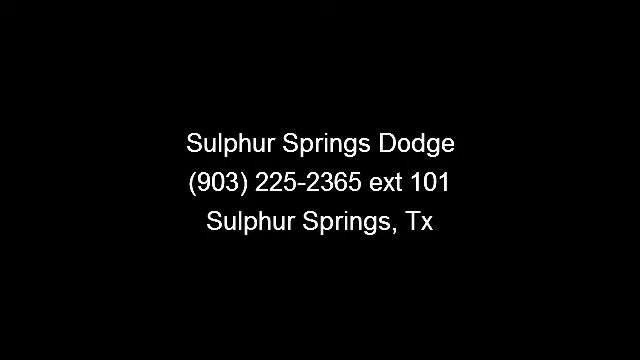 Sulphur Springs Dodge
(903) 225-2365 ext 101
Sulphur Springs, Tx